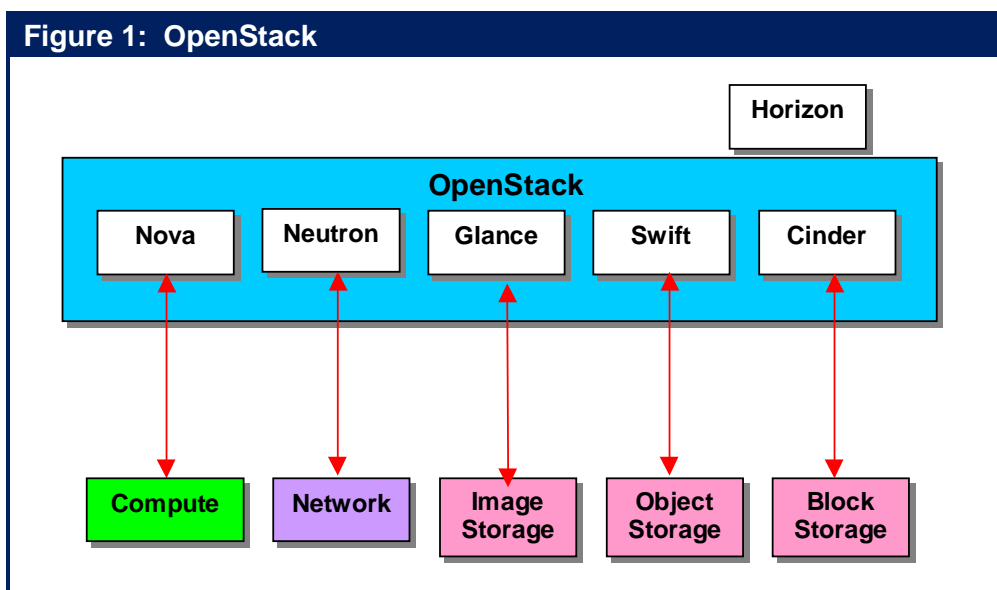 Figure 1: OpenStack
Horizon
OpenStack
Nova
Neutron
Glance
Swift
Cinder
Compute
Network
Image
Storage
Object
Storage
Block
Storage